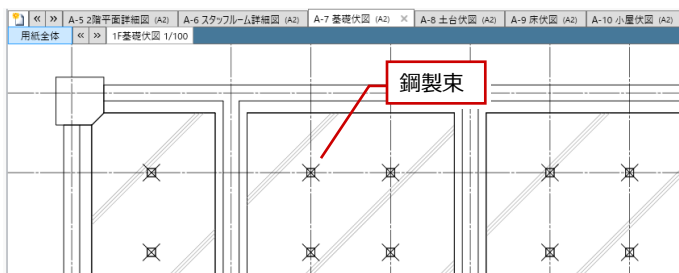 « » A-5 2階平面詳細図 (A2) A-6 スタッフルーム詳細図 (A2) A-7 基礎伏図 (A2) × A-8 土台伏図 (A2) A-9 床伏図 (A2) A-10 小屋伏図 (A2)
用紙全体 « » 1F基礎伏図 1/100
鋼製束